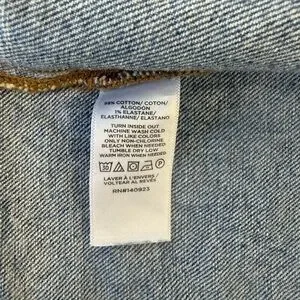 99% COTTON/ COTON/
ALGODÓN
1% ELASTANE/
ELASTHANNE/ ELASTANO
TURN INSIDE OUT
MACHINE WASH COLD
WITH LIKE COLORS
ONLY NON-CHLORINE
BLEACH WHEN NEEDED
TUMBLE DRY LOW
WARM IRON WHEN NEEDED
LAVER À L'ENVERS/
VOLTEAR AL REVÉS
RN#140923